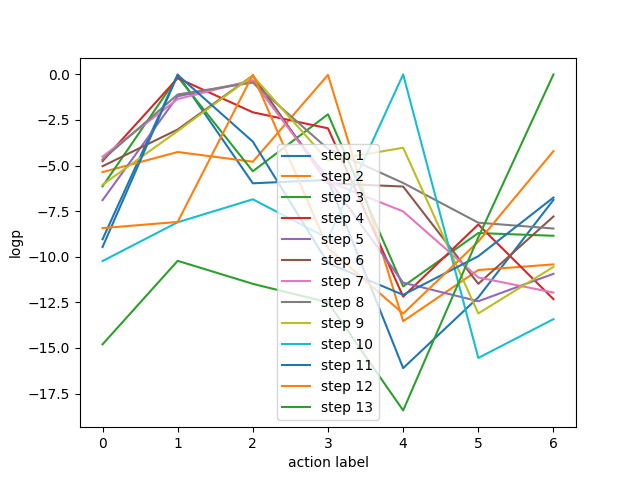 0.0
−2.5
−5.0
−7.5
−10.0
−12.5
−15.0
−17.5
logp
step 1
step 2
step 3
step 4
step 5
step 6
step 7
step 8
step 9
step 10
step 11
step 12
step 13
0 1 2 3 4 5 6
action label